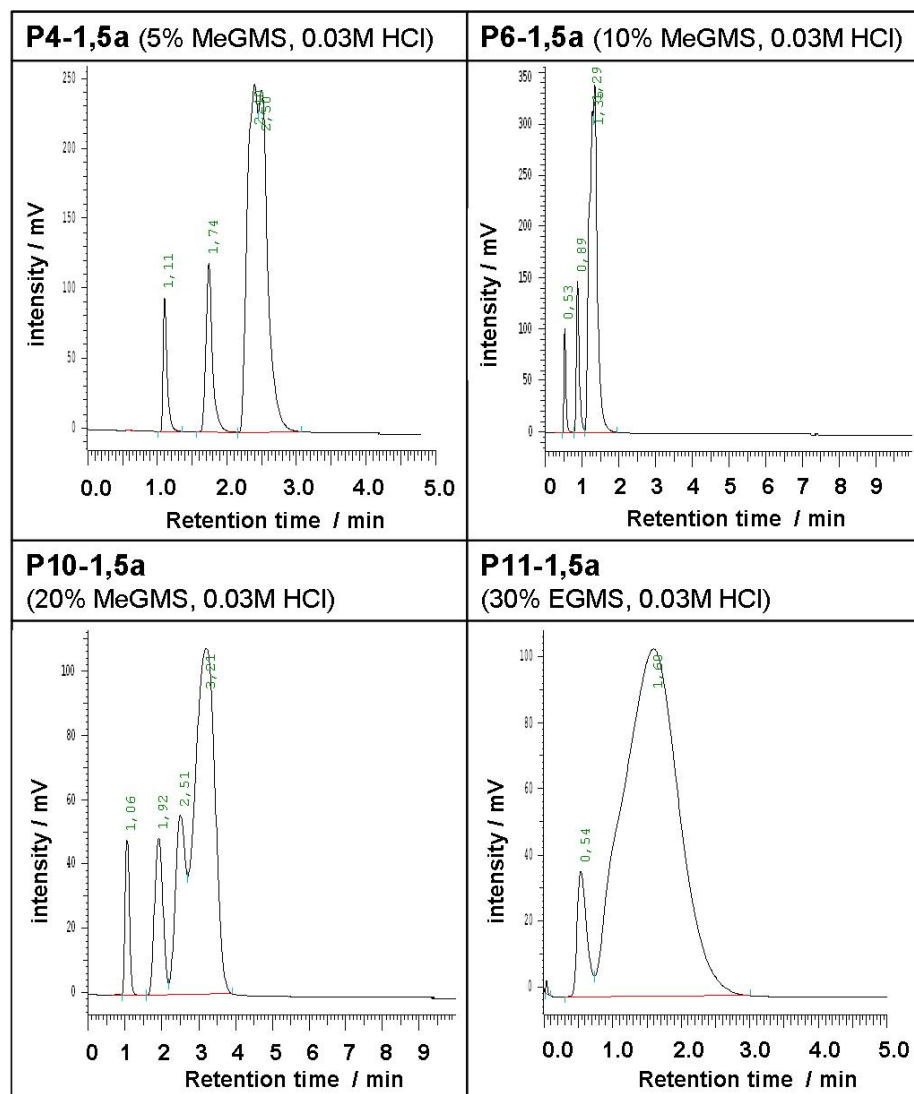 P4-1,5a (5% MeGMS, 0.03M HCl)
250
200
150
100
50
0
intensity / mV
1,11
1,74
2,50
0.0 1.0 2.0 3.0 4.0 5.0
Retention time / min
P6-1,5a (10% MeGMS, 0.03M HCl)
350
300
250
200
150
100
50
0
intensity / mV
0,53
0,89
0 1 2 3 4 5 6 7 8 9
Retention time / min
P10-1,5a
(20% MeGMS, 0.03M HCl)
100
80
60
40
20
0
intensity / mV
1,06
1,92
2,51
3,21
0 1 2 3 4 5 6 7 8 9
Retention time / min
P11-1,5a
(30% EGMS, 0.03M HCl)
100
80
60
40
20
0
intensity / mV
0,54
1,60
0.0 1.0 2.0 3.0 4.0 5.0
Retention time / min